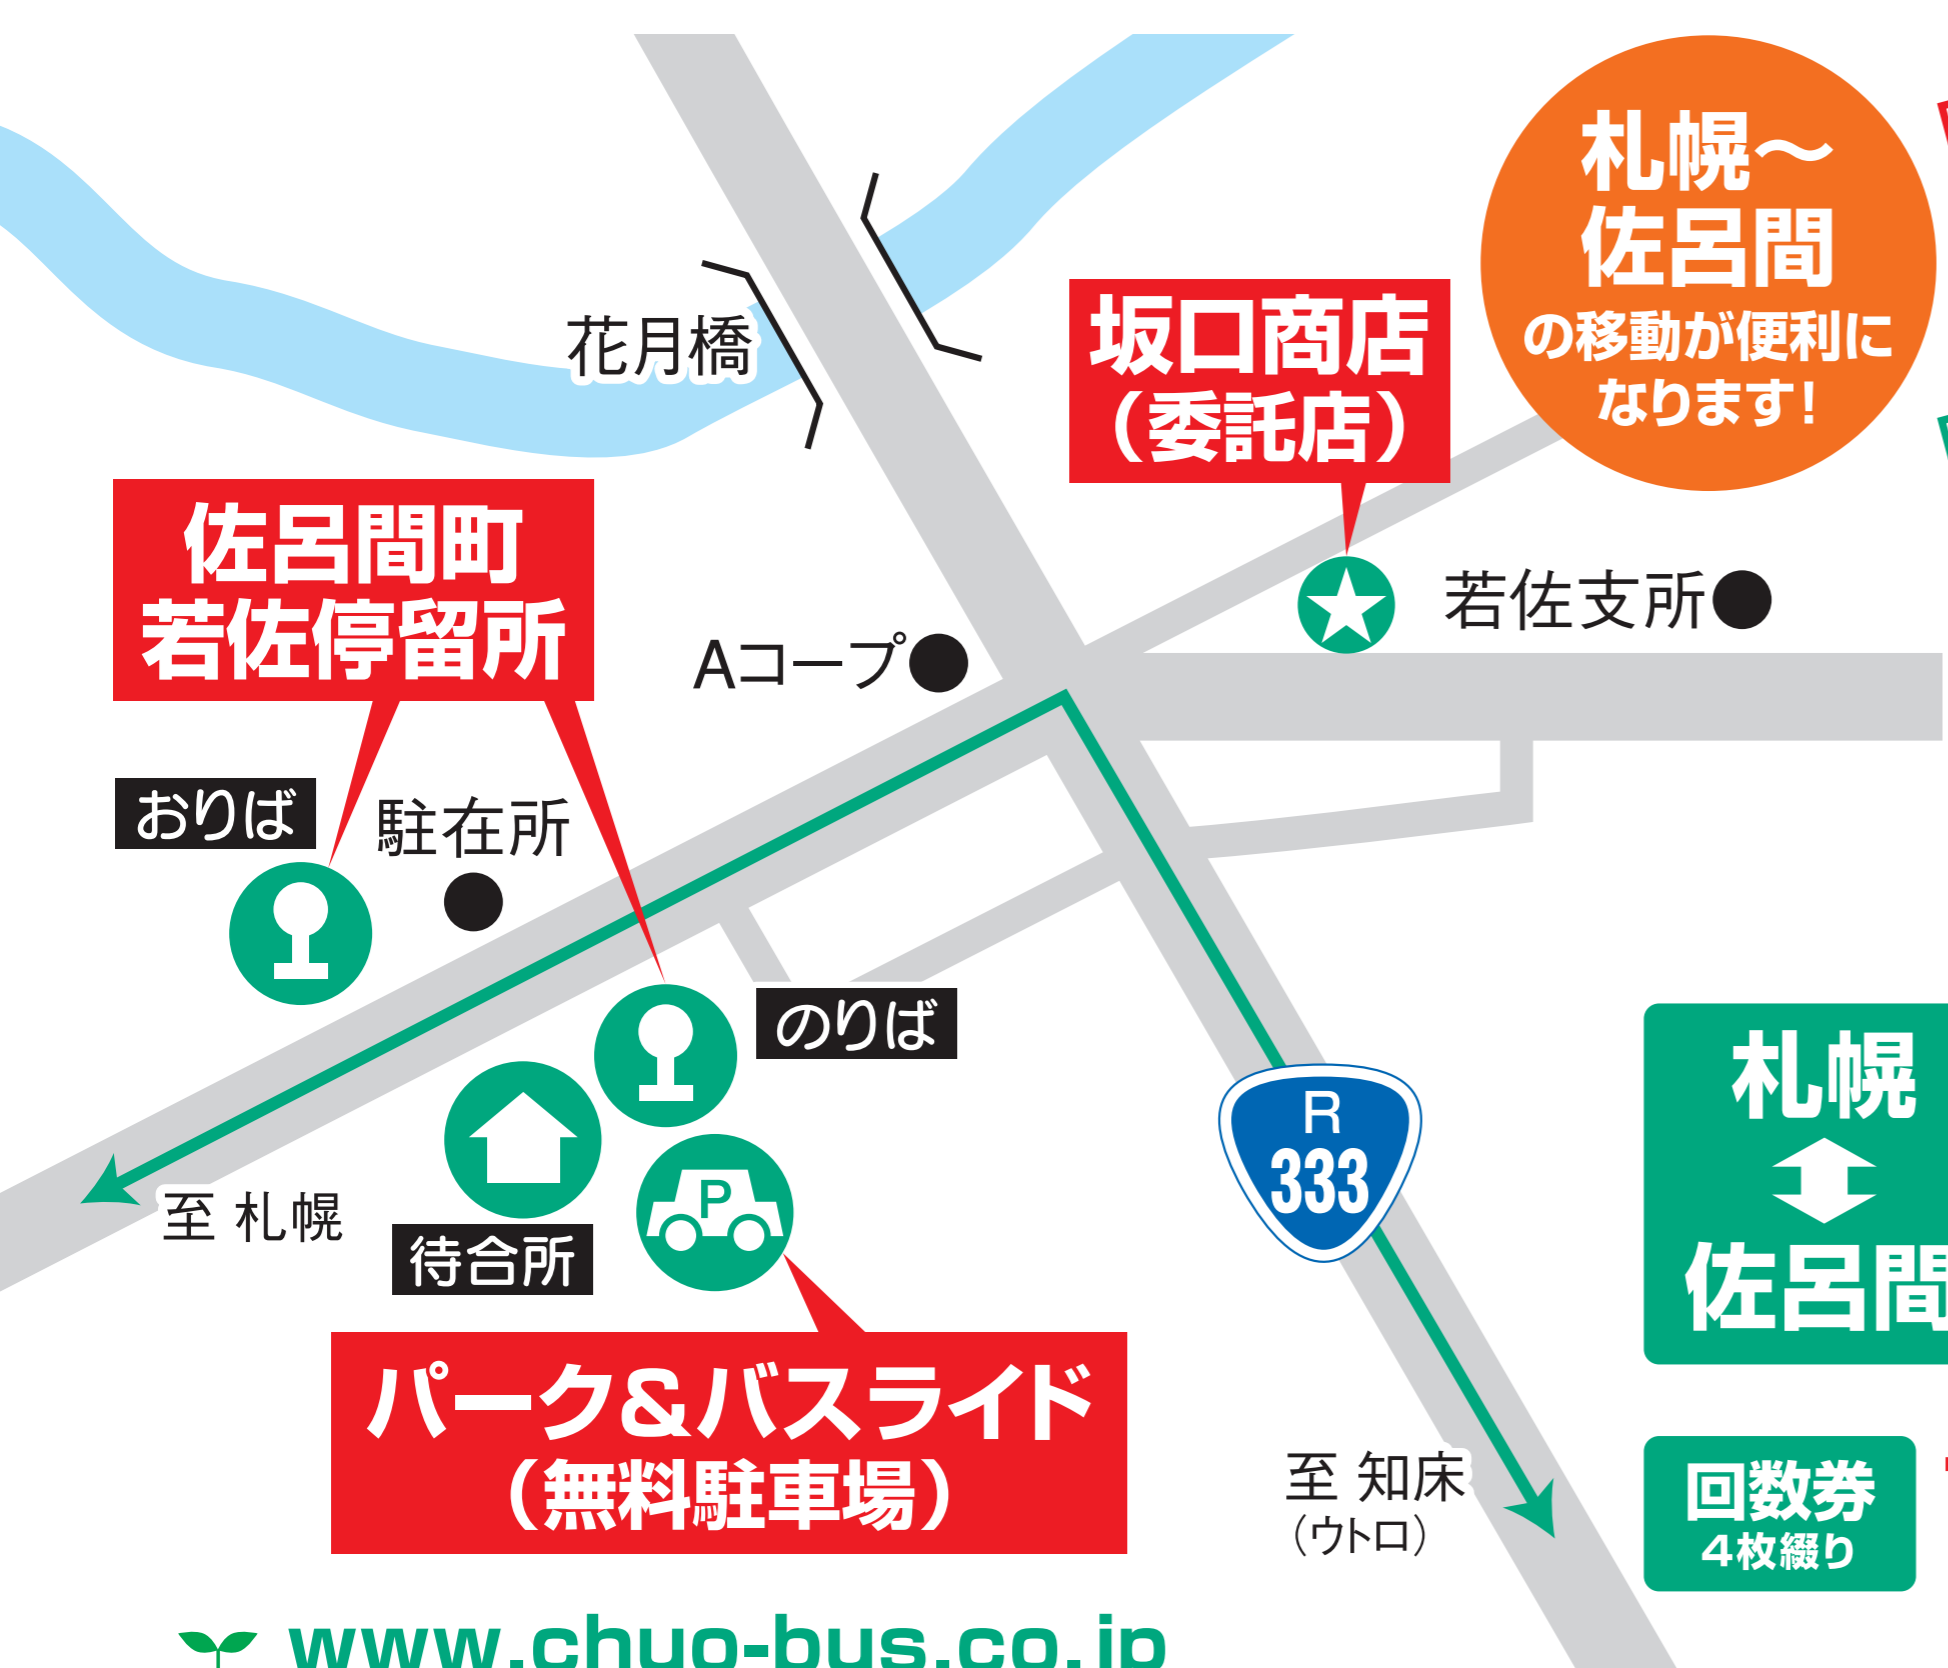 札幌～
佐呂間
の移動が便利に
なります!
花月橋
坂口商店
（委託店）
佐呂間町
若佐停留所
若佐支所
Aコープ
おりば
駐在所
のりば
札幌
佐呂間
R
333
P
至 札幌
待合所
パーク&バスライド
（無料駐車場）
至 知床
（ウトロ）
回数券
4枚綴り
www.chuo-bus.co.jp